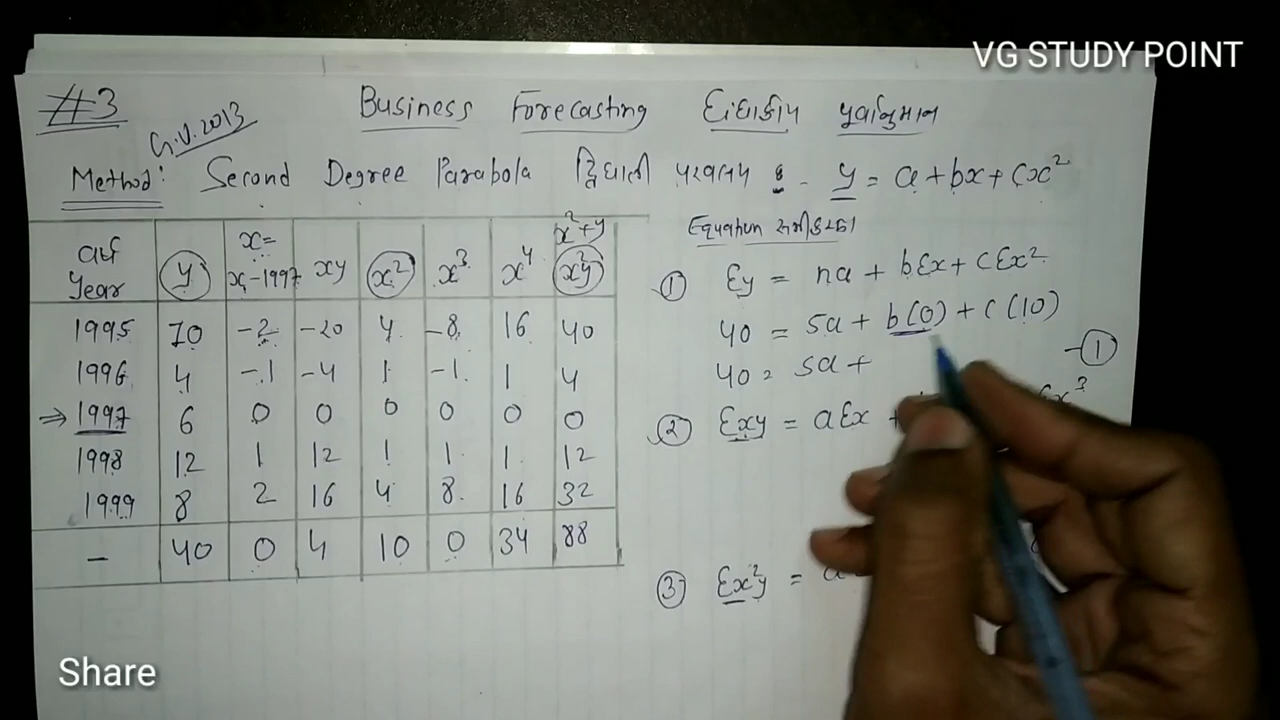 VG STUDY POINT
#3 Business Forecasting ધંધાકીય પૂર્વાનુમાન
G.U.2013
Method: Second Degree Parabola દ્વિઘાતી પરવલય : - y = a + bx + cx²
વર્ષ Year | y | x = x-1997 | xy | x² | x³ | x⁴ | x²+y x²y
1995 | 10 | -2 | -20 | 4 | -8 | 16 | 40
1996 | 4 | -1 | -4 | 1 | -1 | 1 | 4
⇒ 1997 | 6 | 0 | 0 | 0 | 0 | 0 | 0
1998 | 12 | 1 | 12 | 1 | 1 | 1 | 12
1999 | 8 | 2 | 16 | 4 | 8 | 16 | 32
- | 40 | 0 | 4 | 10 | 0 | 34 | 88
Equation સમીકરણ
① Σy = na + bΣx + cΣx²
40 = 5a + b(0) + c(10)
40 = 5a + -①
② Σxy = aΣx + Σx³
③ Σx²y = a
Share